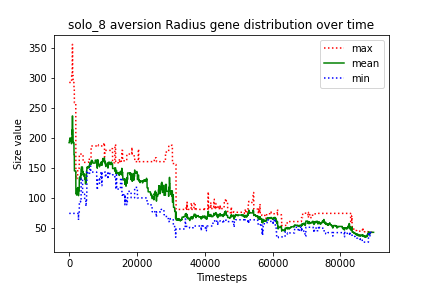 solo_8 aversion Radius gene distribution over time
max
mean
min
Size value
350
300
250
200
150
100
50
0
20000
40000
60000
80000
Timesteps